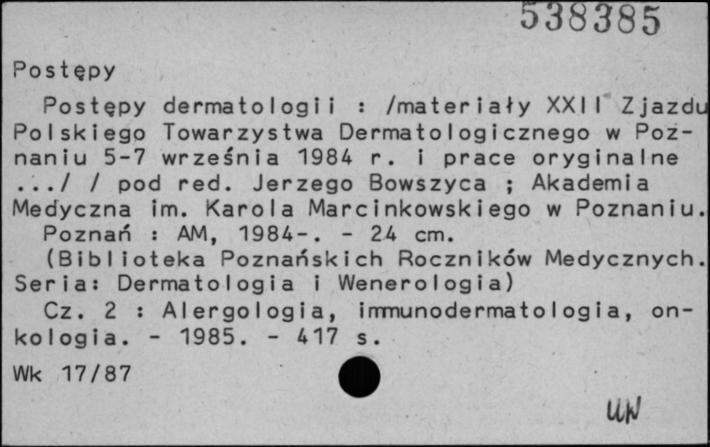 538385
Postępy
Postępy dermatologii : /materiały XXII Zjazdu
Polskiego Towarzystwa Dermatologicznego w Poz-
naniu 5-7 września 1984 r. i prace oryginalne
.../ / pod red. Jerzego Bowszyca ; Akademia
Medyczna im. Karola Marcinkowskiego w Poznaniu.
Poznań : AM, 1984-. - 24 cm.
(Biblioteka Poznańskich Roczników Medycznych.
Seria: Dermatologia i Wenerologia)
Cz. 2 : Alergologia, immunodermatologia, on-
kologia. - 1985. - 417 s.
Wk 17/87
UW